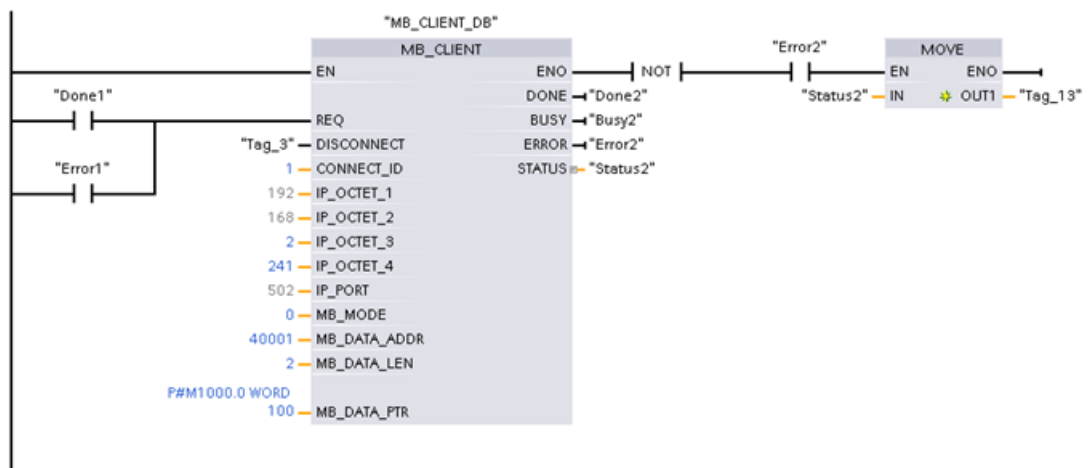 "MB_CLIENT_DB"
MB_CLIENT
"Error2"
MOVE
EN ENO NOT EN ENO
"Done1" DONE "Done2" "Status2" IN OUT1 "Tag_13"
REQ BUSY "Busy2"
"Tag_3" DISCONNECT ERROR "Error2"
"Error1" 1 CONNECT_ID STATUS "Status2"
192 IP_OCTET_1
168 IP_OCTET_2
2 IP_OCTET_3
241 IP_OCTET_4
502 IP_PORT
0 MB_MODE
40001 MB_DATA_ADDR
2 MB_DATA_LEN
P#M1000.0 WORD
100 MB_DATA_PTR